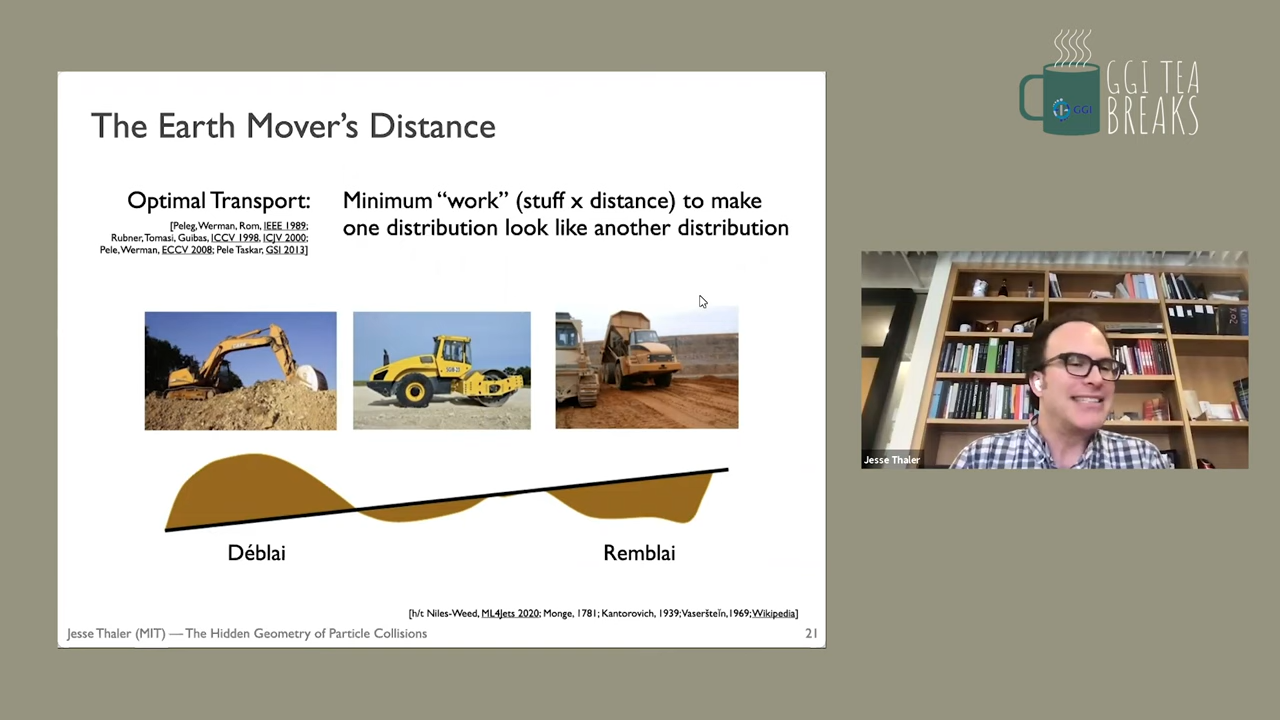 GGI TEA
BREAKS
GGI
The Earth Mover's Distance
Optimal Transport:
[Peleg, Werman, Rom, IEEE 1989;
Rubner, Tomasi, Guibas, ICCV 1998, ICJV 2000;
Pele, Werman, ECCV 2008; Pele Taskar, GSI 2013]
Minimum “work” (stuff x distance) to make
one distribution look like another distribution
Déblai
Remblai
[h/t Niles-Weed, ML4Jets 2020; Monge, 1781; Kantorovich, 1939; Vaseršteĭn, 1969; Wikipedia]
Jesse Thaler (MIT) — The Hidden Geometry of Particle Collisions
21
Jesse Thaler